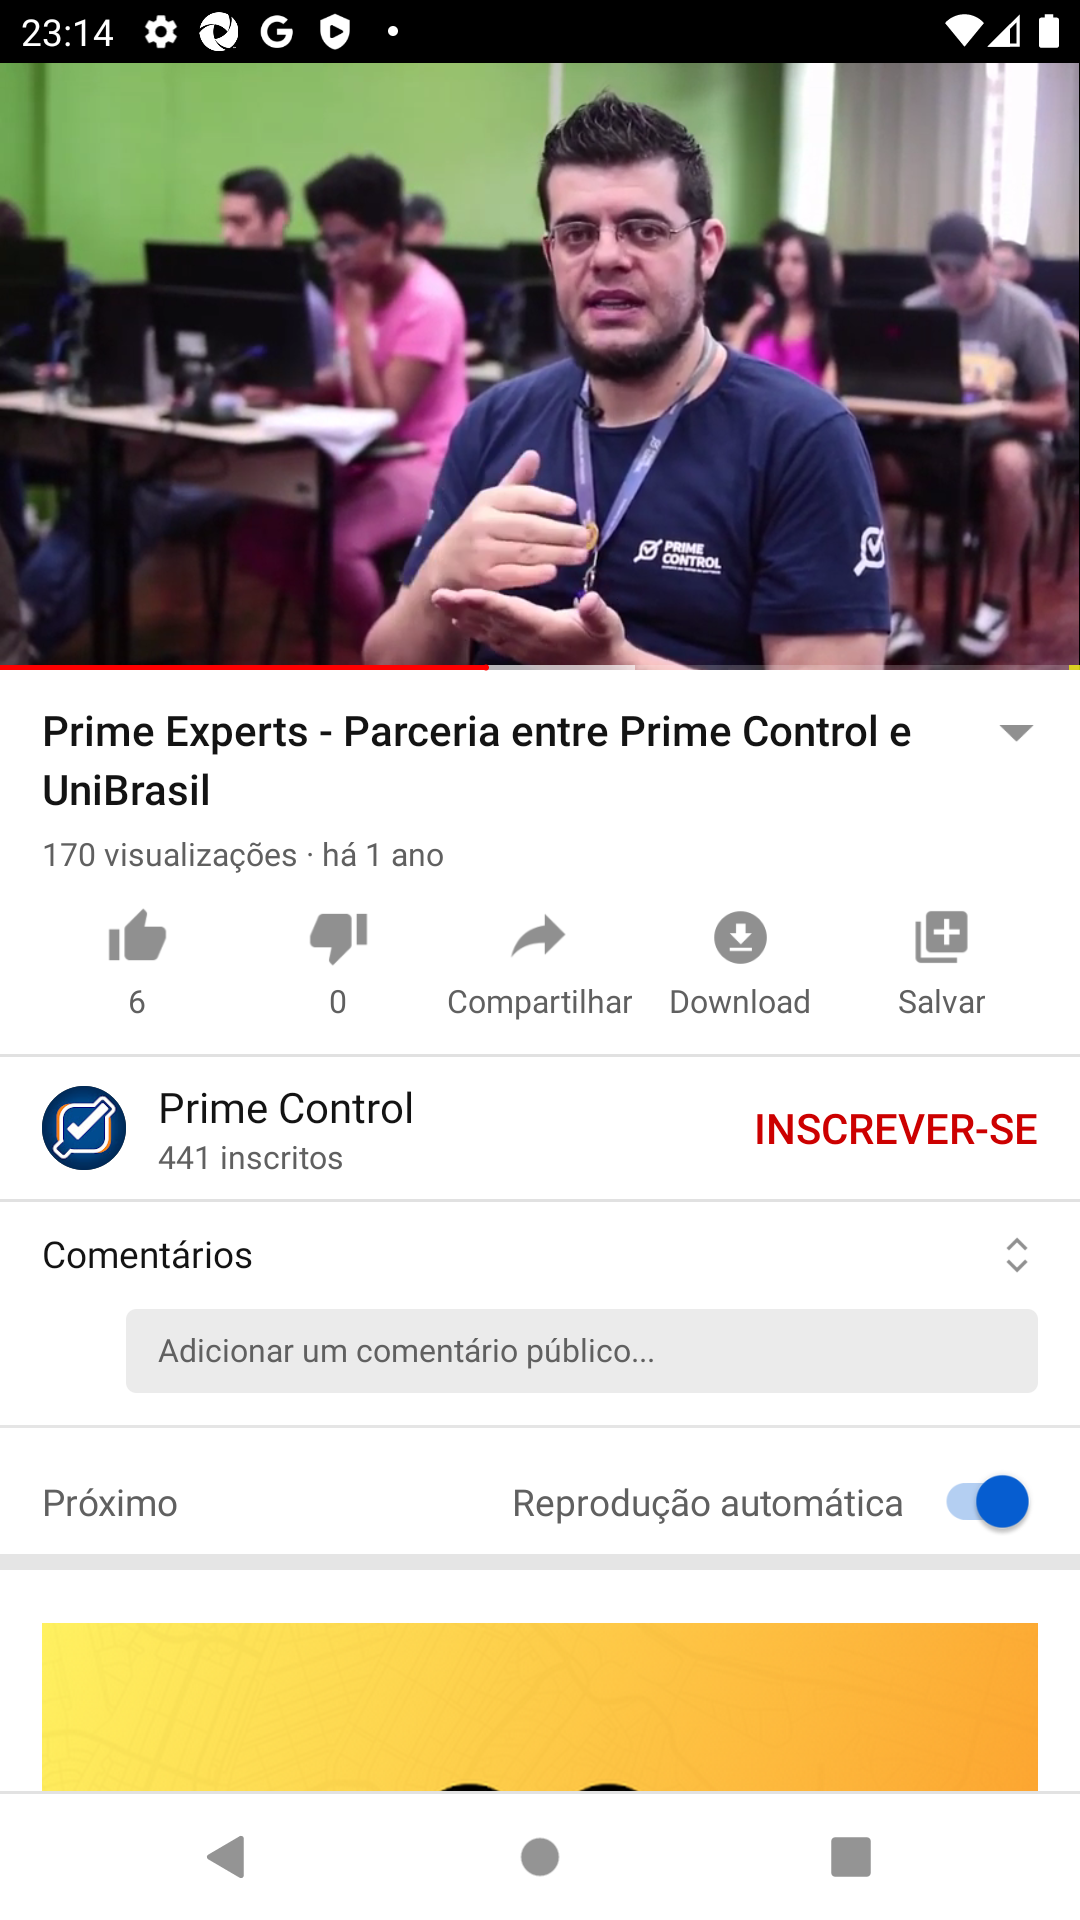 23:14
PRIME
CONTROL
Prime Experts - Parceria entre Prime Control e
UniBrasil
170 visualizações · há 1 ano
6
0
Compartilhar
Download
Salvar
Prime Control
441 inscritos
INSCREVER-SE
Comentários
Adicionar um comentário público...
Próximo
Reprodução automática